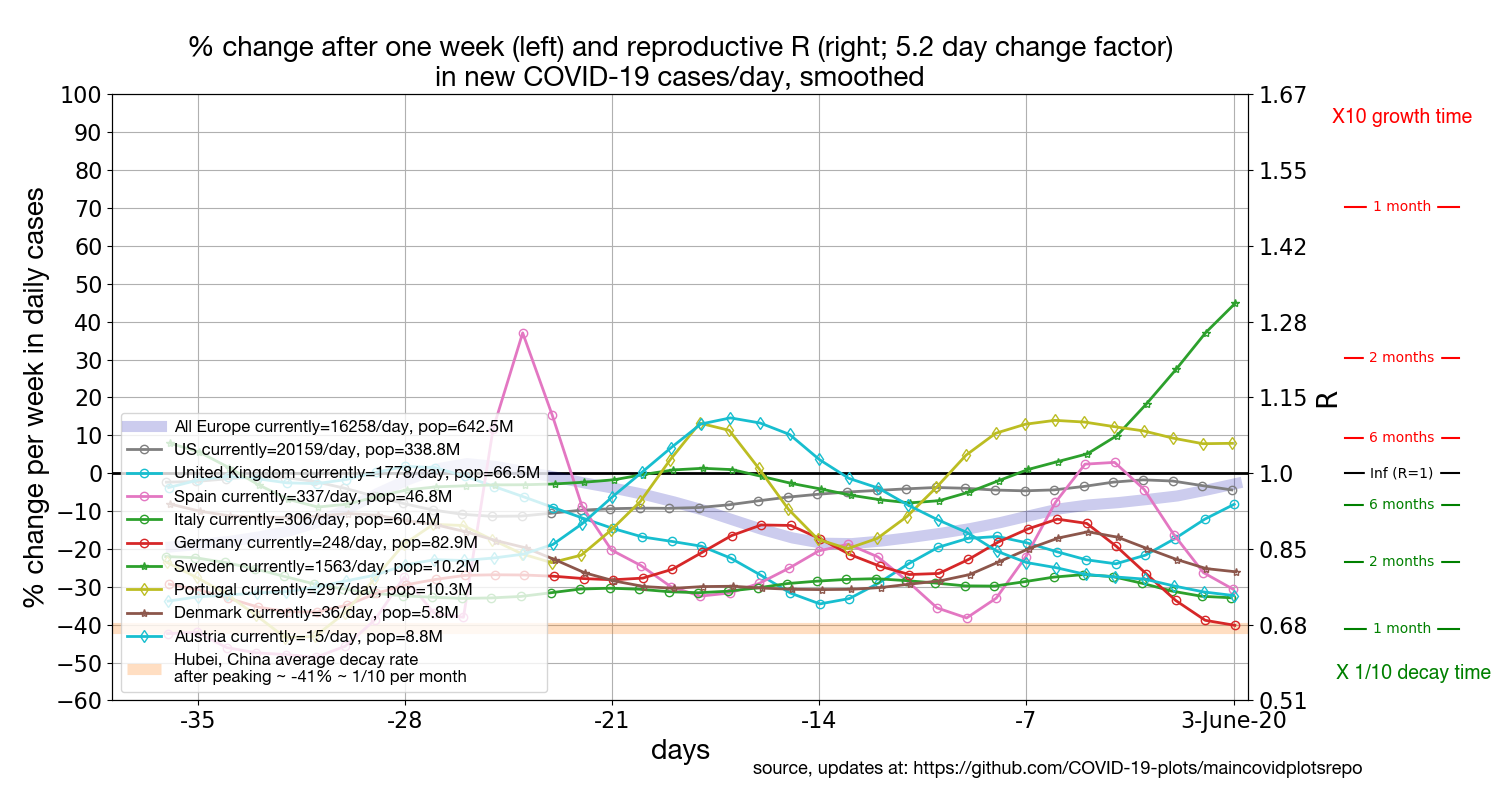 % change after one week (left) and reproductive R (right; 5.2 day change factor)
in new COVID-19 cases/day, smoothed
% change per week in daily cases
100
90
80
70
60
50
40
30
20
10
0
−10
−20
−30
−40
−50
−60
All Europe currently=16258/day, pop=642.5M
US currently=20159/day, pop=338.8M
United Kingdom currently=1778/day, pop=66.5M
Spain currently=337/day, pop=46.8M
Italy currently=306/day, pop=60.4M
Germany currently=248/day, pop=82.9M
Sweden currently=1563/day, pop=10.2M
Portugal currently=297/day, pop=10.3M
Denmark currently=36/day, pop=5.8M
Austria currently=15/day, pop=8.8M
Hubei, China average decay rate
after peaking ~ -41% ~ 1/10 per month
1.67
1.55
1.42
1.28
1.15
1.0
0.85
0.68
0.51
R
X10 growth time
1 month
2 months
6 months
Inf (R=1)
6 months
2 months
1 month
X 1/10 decay time
-35
-28
-21
-14
-7
3-June-20
days
source, updates at: https://github.com/COVID-19-plots/maincovidplotsrepo